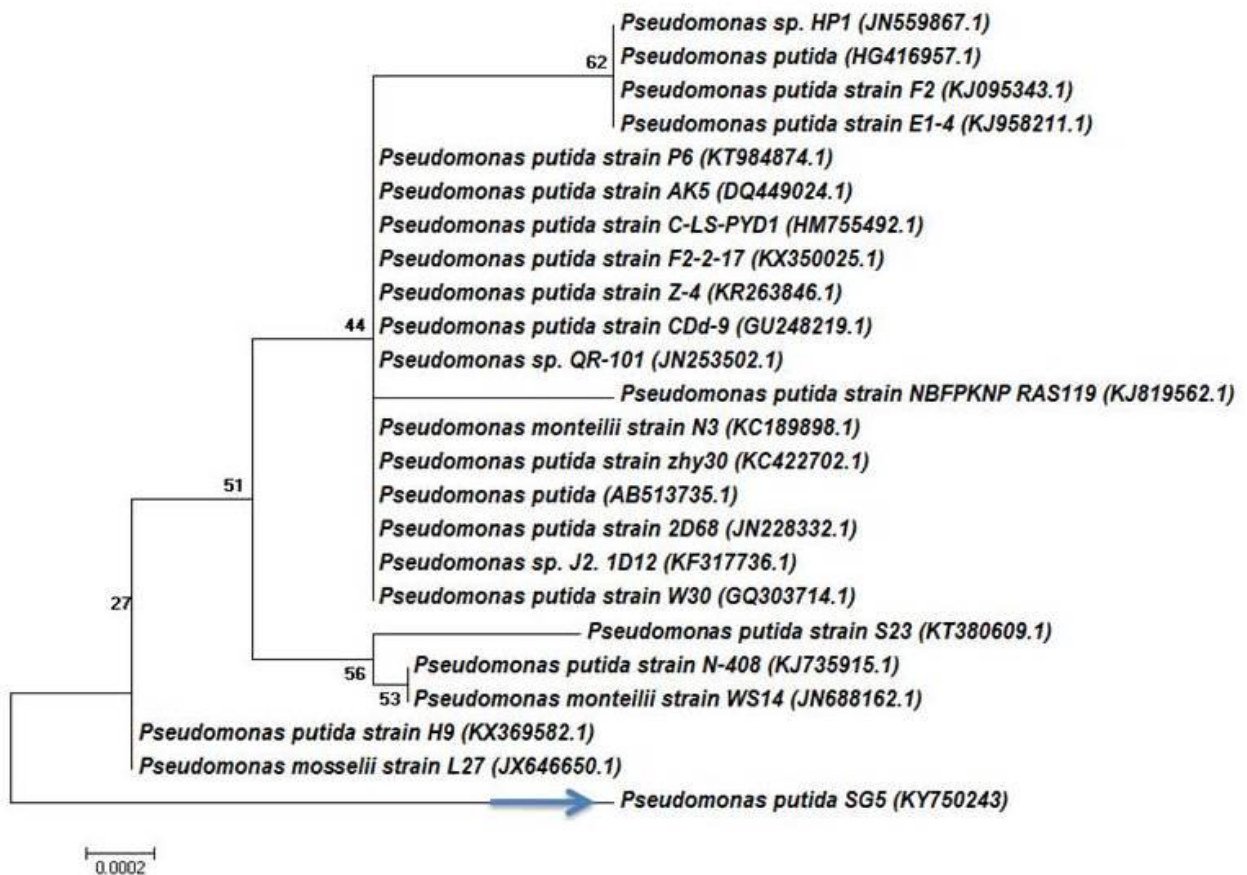 Pseudomonas sp. HP1 (JN559867.1)
62
Pseudomonas putida (HG416957.1)
Pseudomonas putida strain F2 (KJ095343.1)
Pseudomonas putida strain E1-4 (KJ958211.1)
Pseudomonas putida strain P6 (KT984874.1)
Pseudomonas putida strain AK5 (DQ449024.1)
Pseudomonas putida strain C-LS-PYD1 (HM755492.1)
Pseudomonas putida strain F2-2-17 (KX350025.1)
Pseudomonas putida strain Z-4 (KR263846.1)
44
Pseudomonas putida strain CDd-9 (GU248219.1)
Pseudomonas sp. QR-101 (JN253502.1)
Pseudomonas putida strain NBFPKNP RAS119 (KJ819562.1)
Pseudomonas monteilii strain N3 (KC189898.1)
Pseudomonas putida strain zhy30 (KC422702.1)
51
Pseudomonas putida (AB513735.1)
Pseudomonas putida strain 2D68 (JN228332.1)
Pseudomonas sp. J2. 1D12 (KF317736.1)
27
Pseudomonas putida strain W30 (GQ303714.1)
Pseudomonas putida strain S23 (KT380609.1)
56
Pseudomonas putida strain N-408 (KJ735915.1)
53
Pseudomonas monteilii strain WS14 (JN688162.1)
Pseudomonas putida strain H9 (KX369582.1)
Pseudomonas mosselii strain L27 (JX646650.1)
Pseudomonas putida SG5 (KY750243)
0.0002